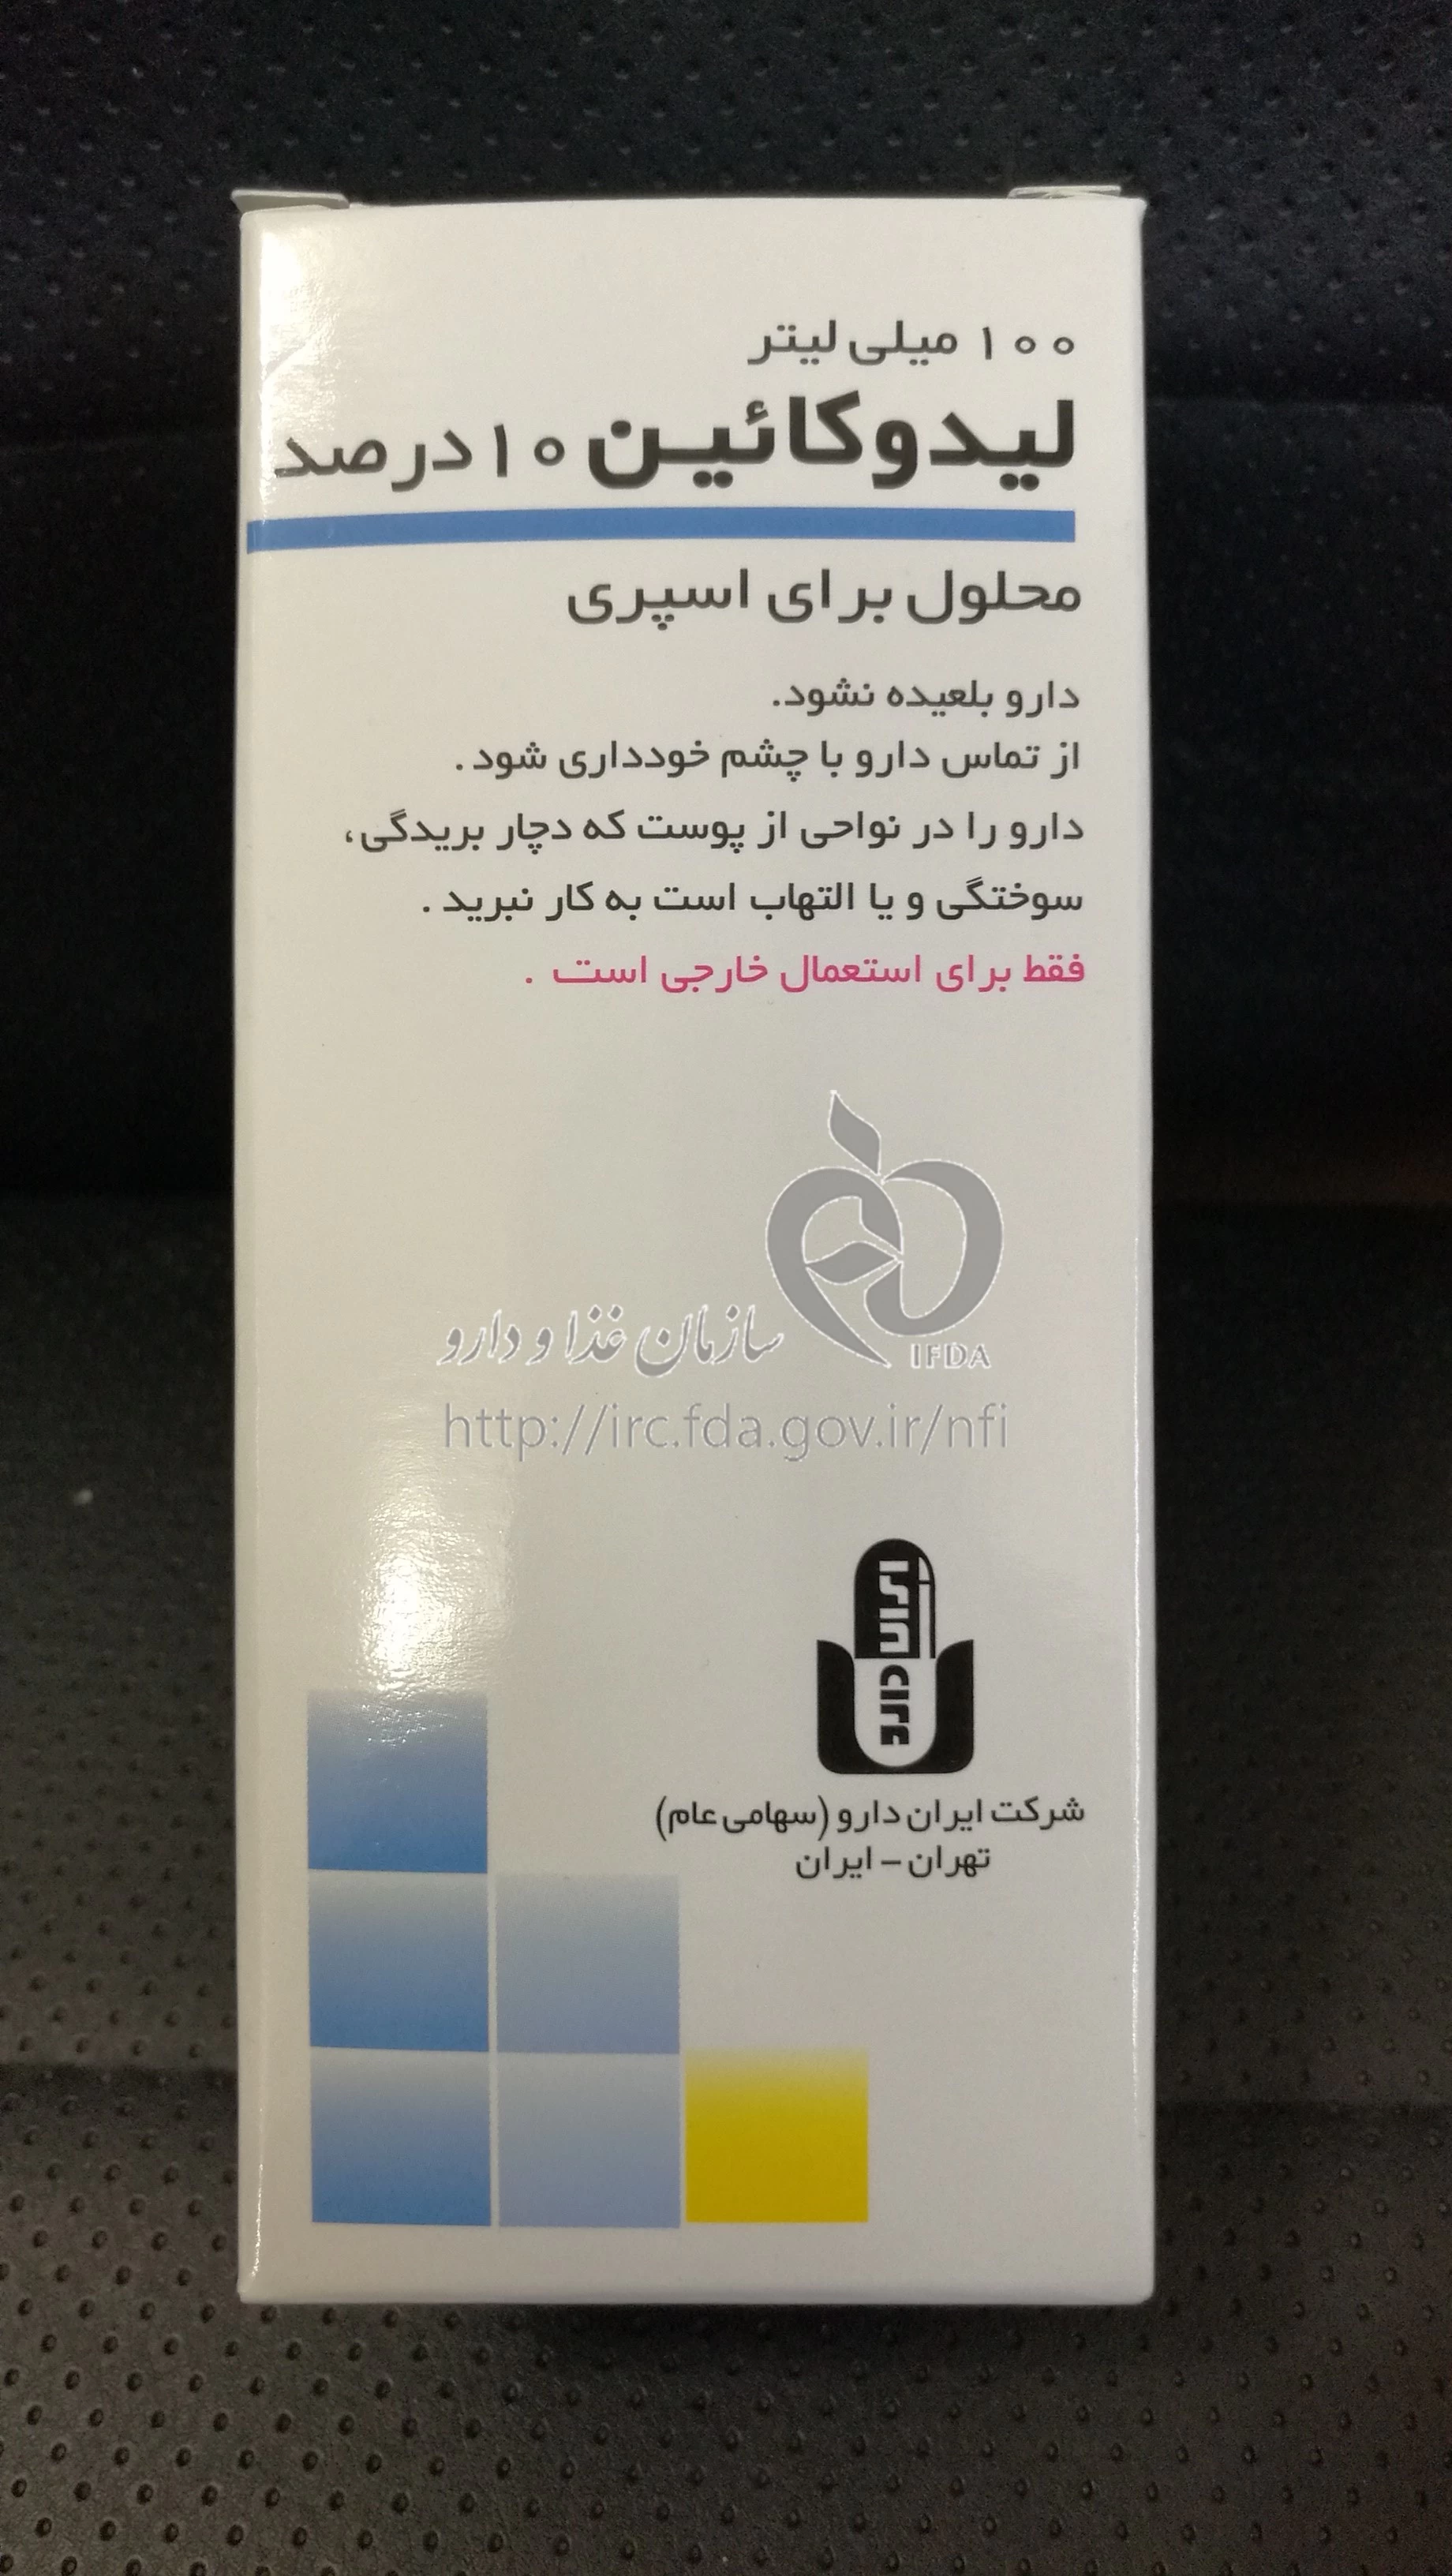 ۱۰۰ میلی لیتر
لیدوکائین ۱۰ درصد
محلول برای اسپری
دارو بلعیده نشود.
از تماس دارو با چشم خودداری شود .
دارو را در نواحی از پوست که دچار بریدگی،
سوختگی و یا التهاب است به کار نبرید .
فقط برای استعمال خارجی است .
IFDA
سازمان غذا و دارو
http://irc.fda.gov.ir/nfi
ایران دارو
شرکت ایران دارو (سهامی عام)
تهران - ایران